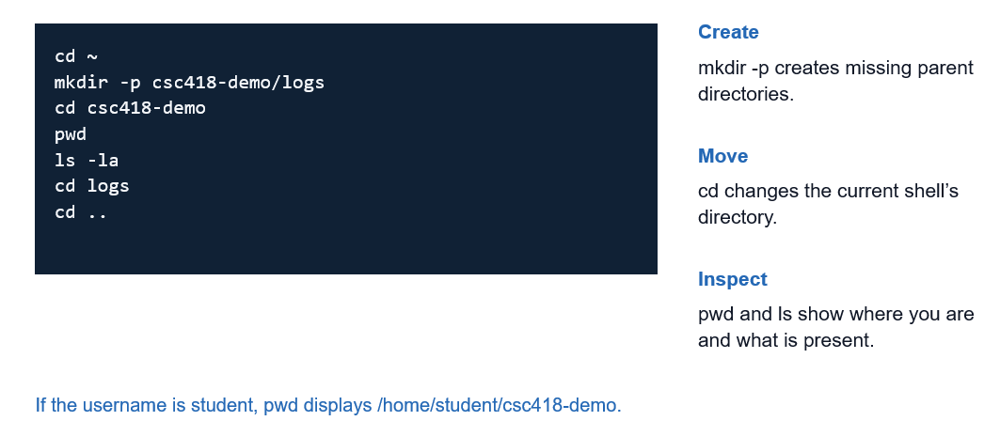 cd ~
mkdir -p csc418-demo/logs
cd csc418-demo
pwd
ls -la
cd logs
cd ..
Create
mkdir -p creates missing parent
directories.
Move
cd changes the current shell’s
directory.
Inspect
pwd and ls show where you are
and what is present.
If the username is student, pwd displays /home/student/csc418-demo.